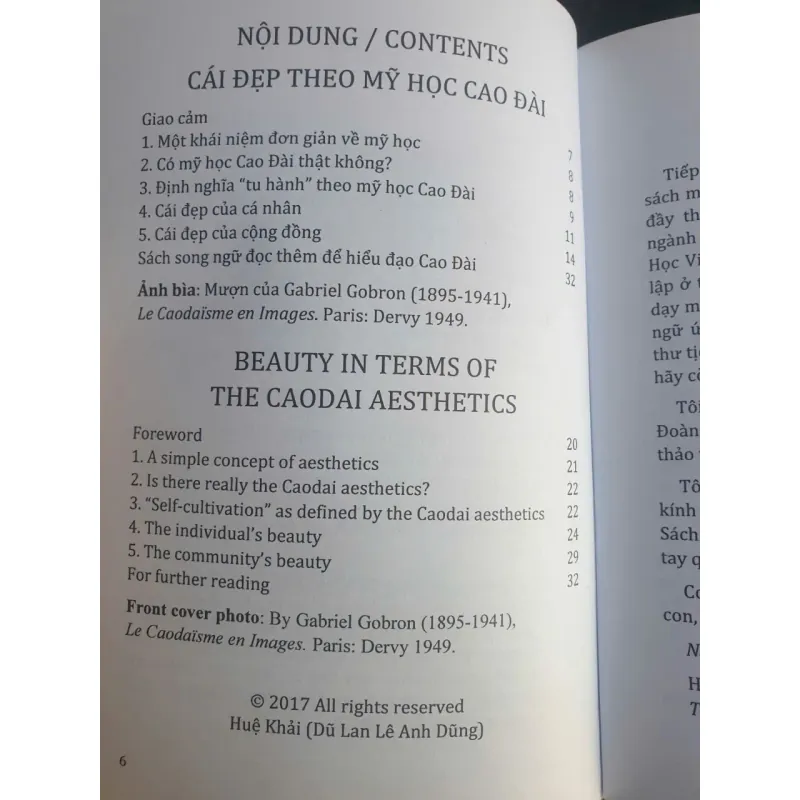 NỘI DUNG / CONTENTS
CÁI ĐẸP THEO MỸ HỌC CAO ĐÀI
Giao cảm 7
1. Một khái niệm đơn giản về mỹ học 8
2. Có mỹ học Cao Đài thật không? 8
3. Định nghĩa “tu hành” theo mỹ học Cao Đài 9
4. Cái đẹp của cá nhân 11
5. Cái đẹp của cộng đồng 14
Sách song ngữ đọc thêm để hiểu đạo Cao Đài 32
Ảnh bìa: Mượn của Gabriel Gobron (1895-1941),
Le Caodaïsme en Images. Paris: Dervy 1949.
BEAUTY IN TERMS OF
THE CAODAI AESTHETICS
Foreword 20
1. A simple concept of aesthetics 21
2. Is there really the Caodai aesthetics? 22
3. “Self-cultivation” as defined by the Caodai aesthetics 22
4. The individual’s beauty 24
5. The community’s beauty 29
For further reading 32
Front cover photo: By Gabriel Gobron (1895-1941),
Le Caodaïsme en Images. Paris: Dervy 1949.
© 2017 All rights reserved
Huệ Khải (Dũ Lan Lê Anh Dũng)
6
Tiếp
sách m
đầy th
ngành
Học Vi
lập ở t
dạy m
ngữ ứ
thư tị
hãy cò
Tôi
Đoàn
thảo
Tô
kính
Sách
tay q
Co
con,
N
H
T